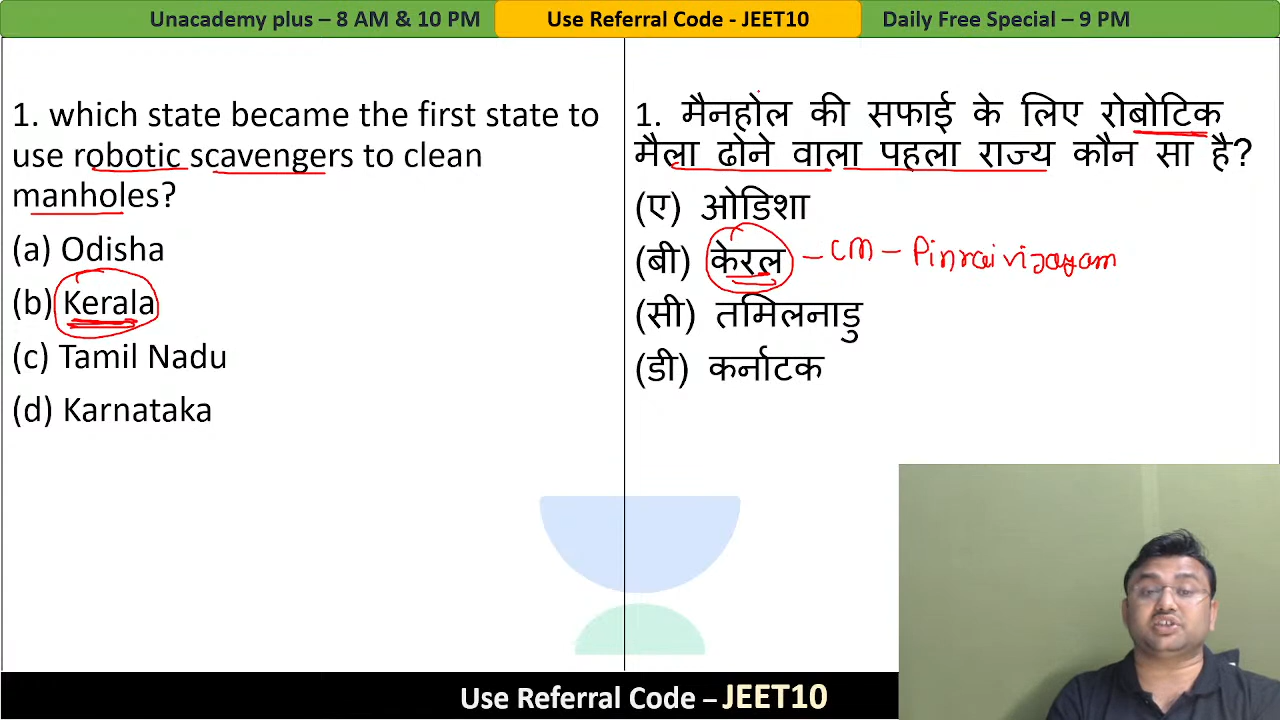 Unacademy plus – 8 AM & 10 PM
Use Referral Code - JEET10
Daily Free Special – 9 PM
1. which state became the first state to
use robotic scavengers to clean
manholes?
(a) Odisha
(b) Kerala
(c) Tamil Nadu
(d) Karnataka
1. मैनहोल की सफाई के लिए रोबोटिक
मैला ढोने वाला पहला राज्य कौन सा है?
(ए) ओडिशा
(बी) केरल – CM – Pinraivijayam
(सी) तमिलनाडु
(डी) कर्नाटक
Use Referral Code – JEET10